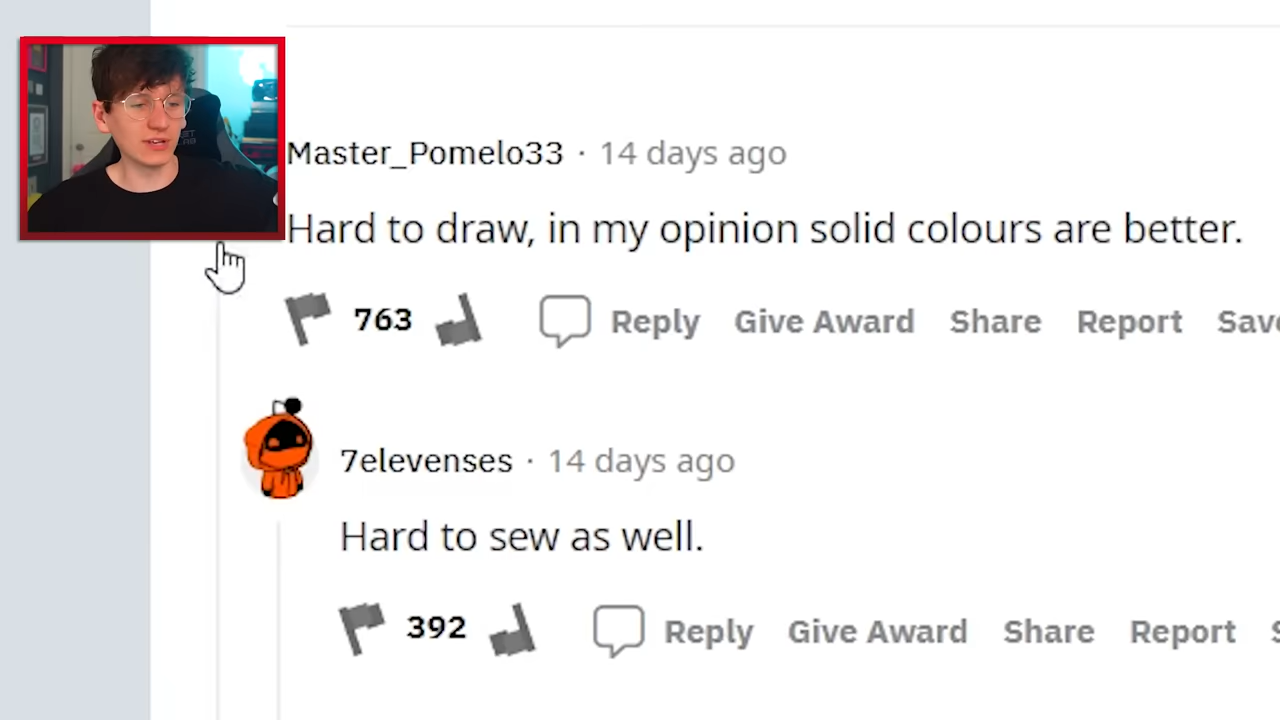 Master_Pomelo33 · 14 days ago
Hard to draw, in my opinion solid colours are better.
763 Reply Give Award Share Report Save
7elevenses · 14 days ago
Hard to sew as well.
392 Reply Give Award Share Report S